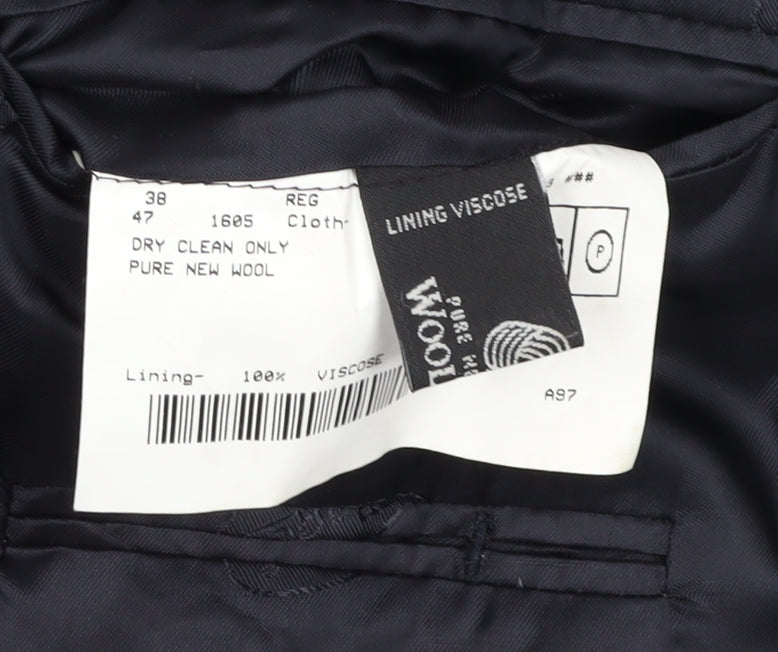 38 REG
47 1605 Cloth-
DRY CLEAN ONLY
PURE NEW WOOL
Lining- 100% VISCOSE
LINING VISCOSE
PURE
WOOL
##
P
A97